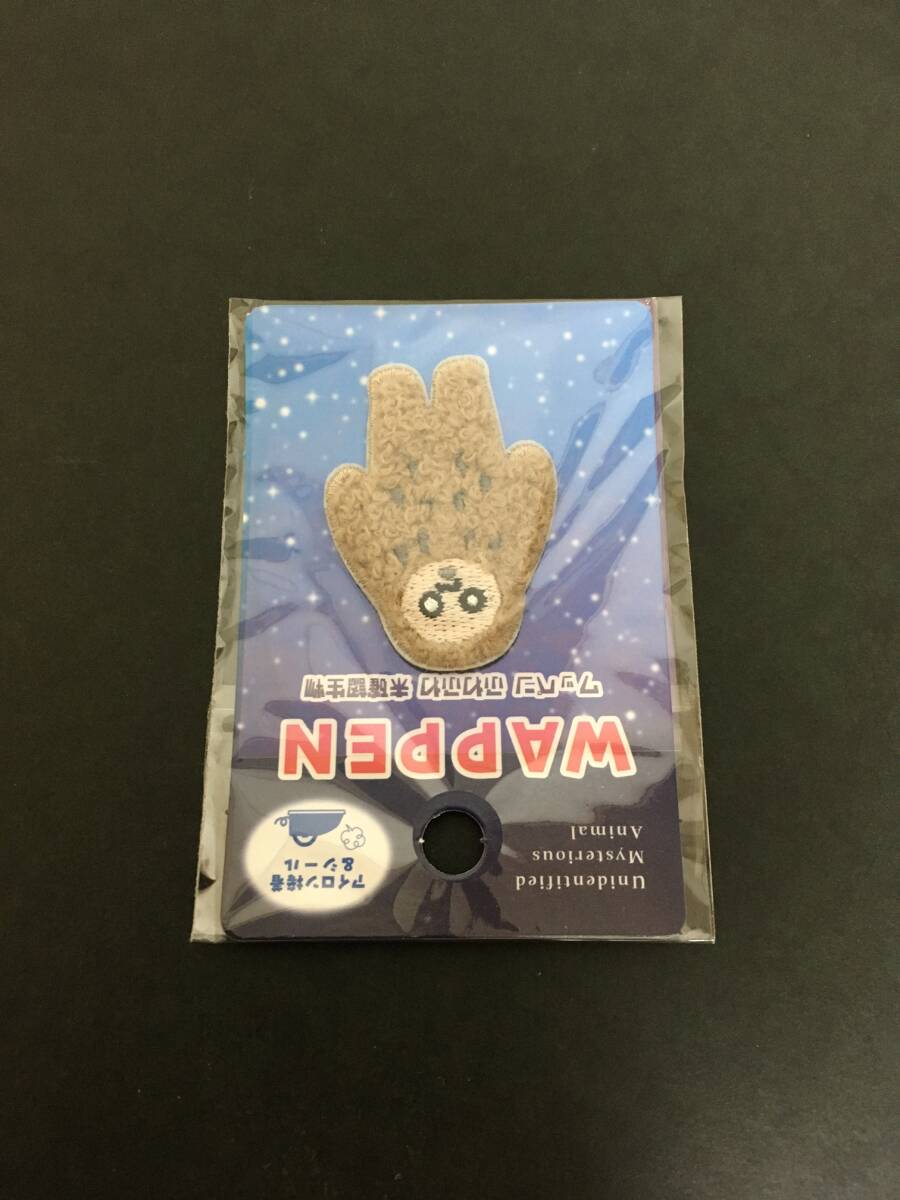 Unidentified
Mysterious
Animal
アイロン接着
&シール
WAPPEN
ワッペン ふわふわ 未確認生物